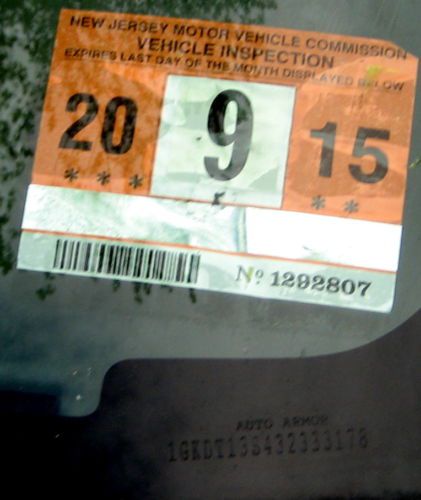 NEW JERSEY MOTOR VEHICLE COMMISSION
VEHICLE INSPECTION
EXPIRES LAST DAY OF THE MONTH DISPLAYED BELOW
20 9 15
* * * * *
Nº 1292807
AUTO ARMOR
1GKDT13S432333178